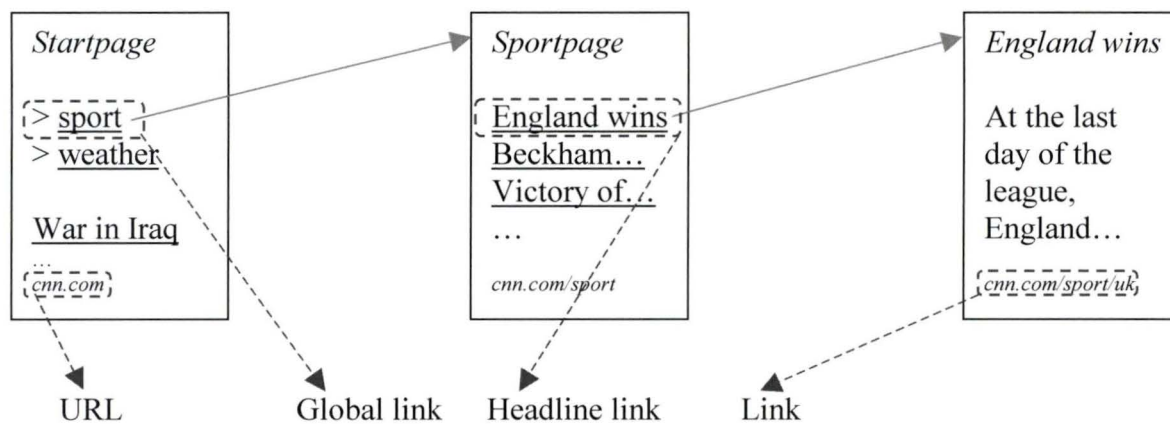 Startpage
> sport
> weather
War in Iraq
...
cnn.com
Sportpage
England wins
Beckham...
Victory of...
...
cnn.com/sport
England wins
At the last
day of the
league,
England...
cnn.com/sport/uk
URL
Global link
Headline link
Link